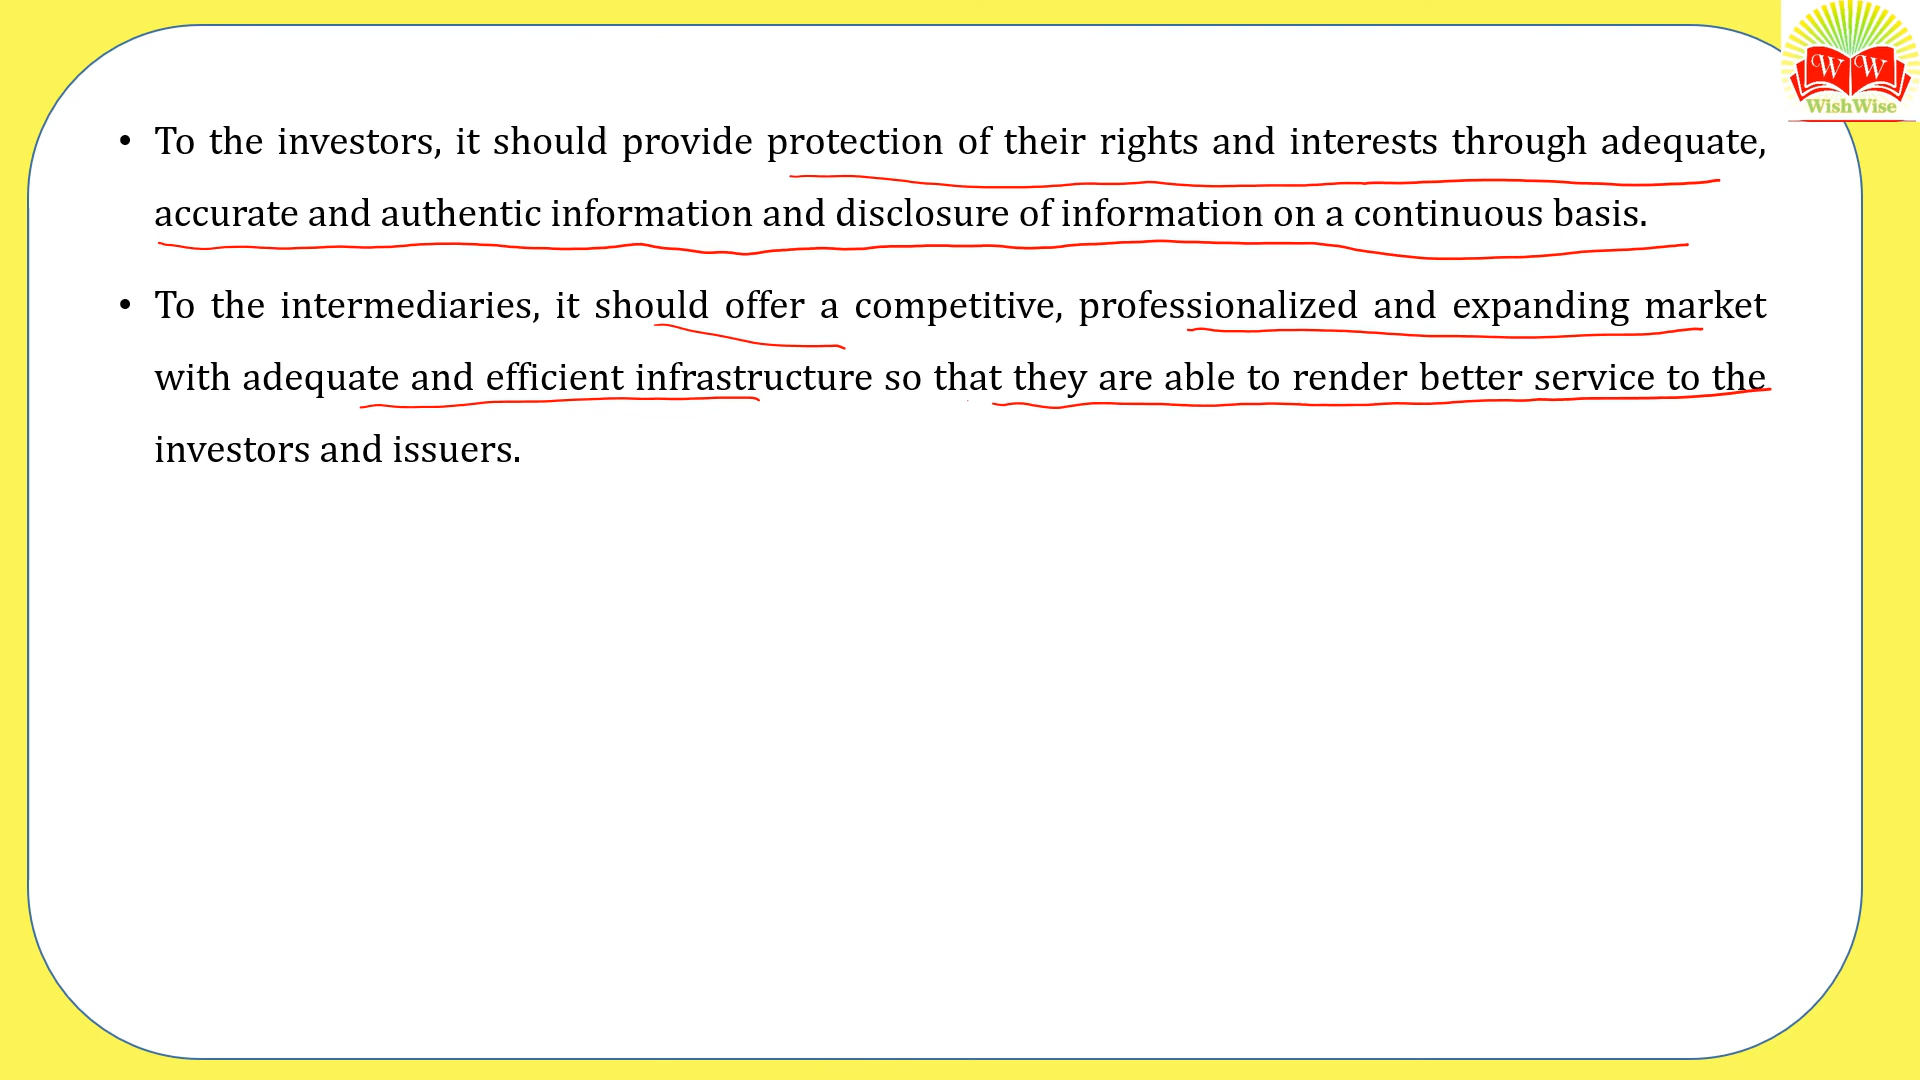 W W
WishWise
• To the investors, it should provide protection of their rights and interests through adequate,
accurate and authentic information and disclosure of information on a continuous basis.
• To the intermediaries, it should offer a competitive, professionalized and expanding market
with adequate and efficient infrastructure so that they are able to render better service to the
investors and issuers.